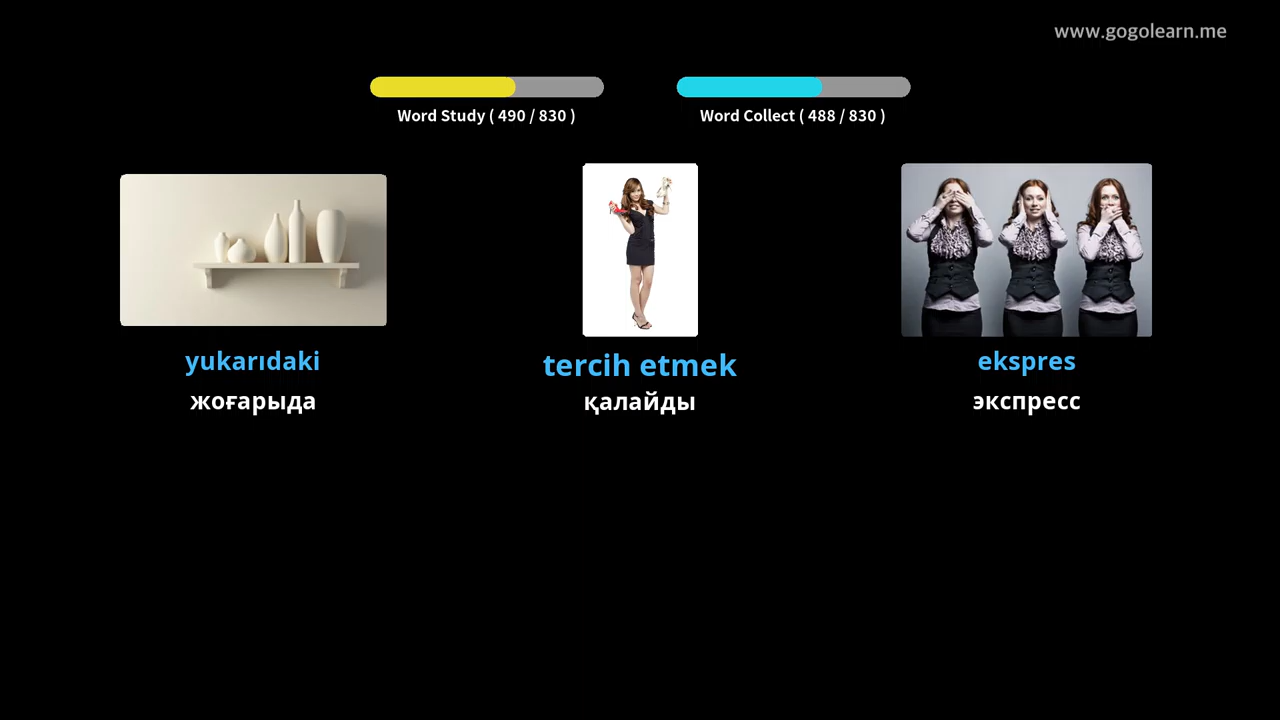 www.gogolearn.me
Word Study ( 490 / 830 )
Word Collect ( 488 / 830 )
yukarıdaki
жоғарыда
tercih etmek
қалайды
ekspres
экспресс